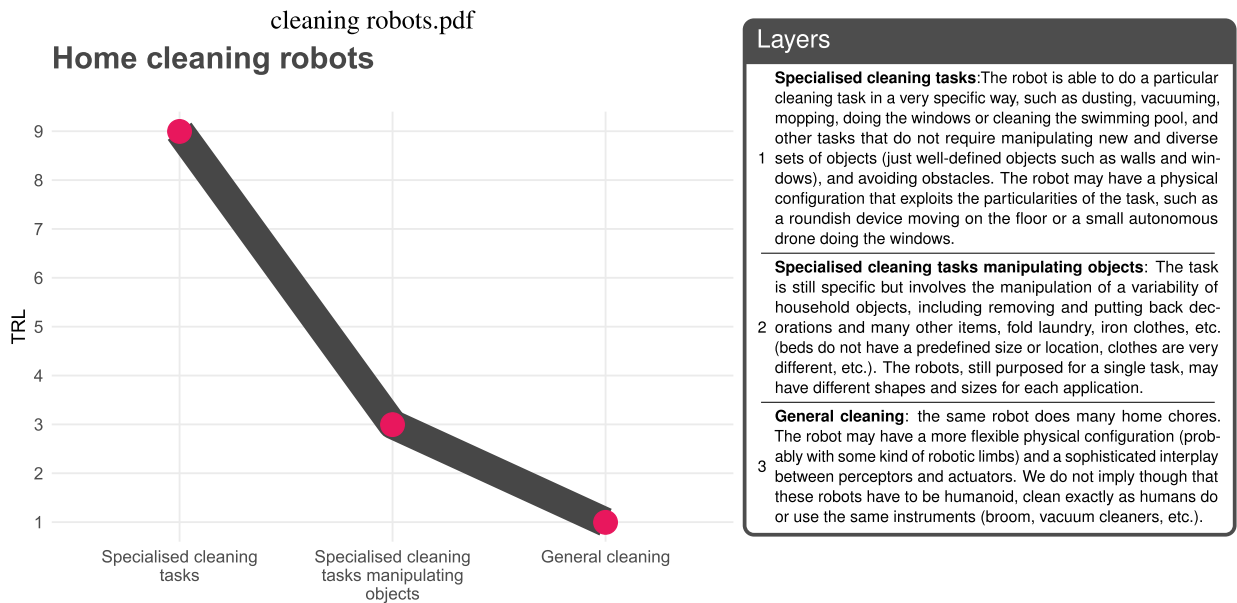 cleaning robots.pdf
Home cleaning robots
TRL
9
8
7
6
5
4
3
2
1
Specialised cleaning
tasks
Specialised cleaning
tasks manipulating
objects
General cleaning
Layers
1
Specialised cleaning tasks:The robot is able to do a particular
cleaning task in a very specific way, such as dusting, vacuuming,
mopping, doing the windows or cleaning the swimming pool, and
other tasks that do not require manipulating new and diverse
sets of objects (just well-defined objects such as walls and win-
dows), and avoiding obstacles. The robot may have a physical
configuration that exploits the particularities of the task, such as
a roundish device moving on the floor or a small autonomous
drone doing the windows.
2
Specialised cleaning tasks manipulating objects: The task
is still specific but involves the manipulation of a variability of
household objects, including removing and putting back dec-
orations and many other items, fold laundry, iron clothes, etc.
(beds do not have a predefined size or location, clothes are very
different, etc.). The robots, still purposed for a single task, may
have different shapes and sizes for each application.
3
General cleaning: the same robot does many home chores.
The robot may have a more flexible physical configuration (prob-
ably with some kind of robotic limbs) and a sophisticated interplay
between perceptors and actuators. We do not imply though that
these robots have to be humanoid, clean exactly as humans do
or use the same instruments (broom, vacuum cleaners, etc.).